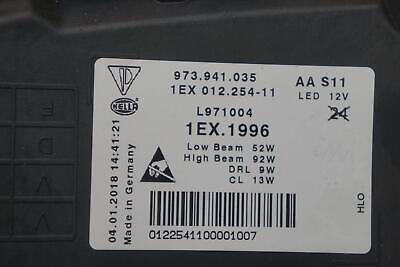 973.941.035
AA S11
1EX 012.254-11
LED 12V
24
HELLA
L971004
1EX.1996
Low Beam 52W
High Beam 92W
DRL 9W
CL 13W
04.01.2018 14:41:21
Made in Germany
0122541100001007
HLO